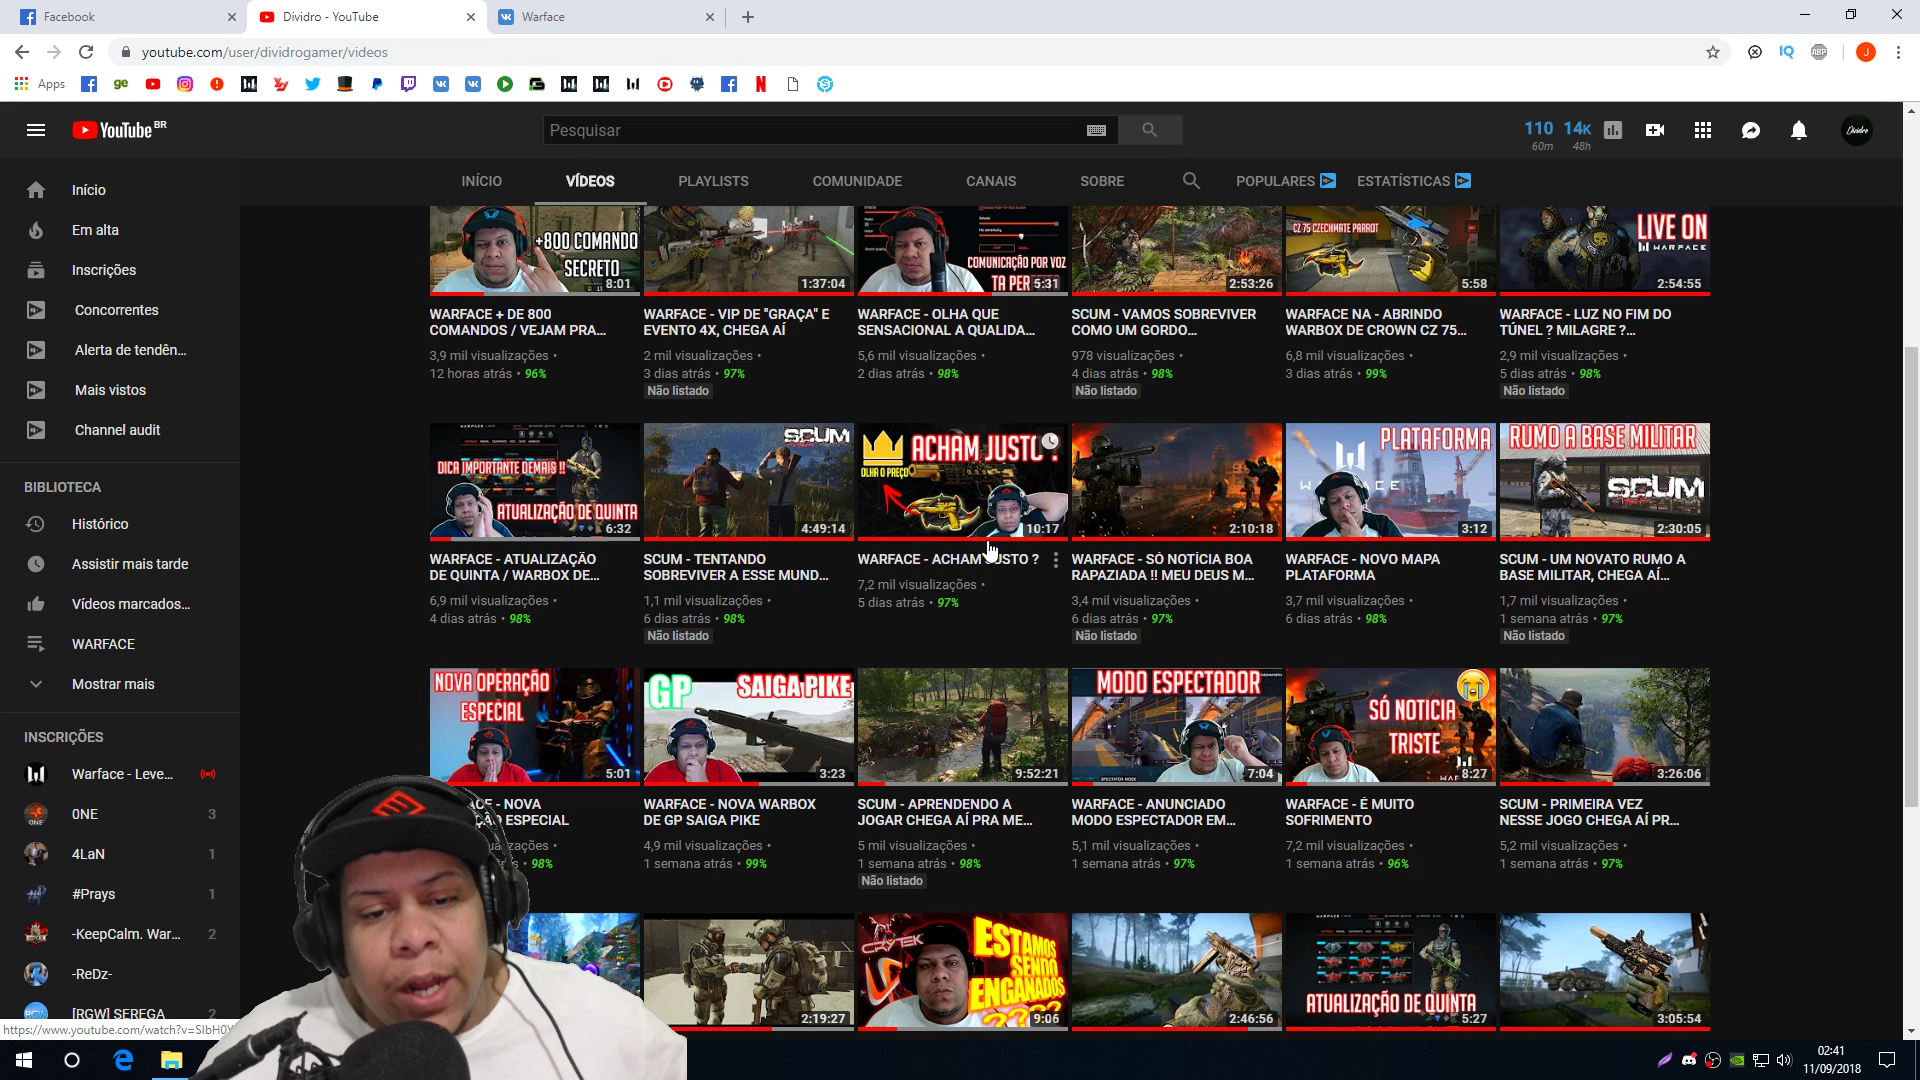 Facebook
Dividro - YouTube
Warface
youtube.com/user/dividrogamer/videos
ABP
J
Apps
YouTube BR
Pesquisar
110 14K
60m 48h
Dividro
Início
Em alta
Inscrições
Concorrentes
Alerta de tendên...
Mais vistos
Channel audit
BIBLIOTECA
Histórico
Assistir mais tarde
Vídeos marcados...
WARFACE
Mostrar mais
INSCRIÇÕES
Warface - Leve...
ONE 3
4LaN 1
#Prays 1
-KeepCalm. War... 2
-ReDz-
[RGW] SEREGA 2
INÍCIO
VÍDEOS
PLAYLISTS
COMUNIDADE
CANAIS
SOBRE
POPULARES
ESTATÍSTICAS
+800 COMANDO
SECRETO
8:01
1:37:04
COMUNICAÇÃO POR VOZ
TA PER
5:31
2:53:26
CZ 75 CZECHMATE PARROT
5:58
LIVE ON
WARFACE
2:54:55
WARFACE + DE 800
COMANDOS / VEJAM PRA...
3,9 mil visualizações •
12 horas atrás • 96%
WARFACE - VIP DE "GRAÇA" E
EVENTO 4X, CHEGA AÍ
2 mil visualizações •
3 dias atrás • 97%
Não listado
WARFACE - OLHA QUE
SENSACIONAL A QUALIDA...
5,6 mil visualizações •
2 dias atrás • 98%
SCUM - VAMOS SOBREVIVER
COMO UM GORDO...
978 visualizações •
4 dias atrás • 98%
Não listado
WARFACE NA - ABRINDO
WARBOX DE CROWN CZ 75...
6,8 mil visualizações •
3 dias atrás • 99%
WARFACE - LUZ NO FIM DO
TÚNEL ? MILAGRE ?...
2,9 mil visualizações •
5 dias atrás • 98%
Não listado
DICA IMPORTANTE DEMAIS !!
ATUALIZAÇÃO DE QUINTA
6:32
SCUM
4:49:14
ACHAM JUSTO ?
OLHA O PREÇO
10:17
2:10:18
PLATAFORMA
WARFACE
3:12
RUMO A BASE MILITAR
SCUM
2:30:05
WARFACE - ATUALIZAÇÃO
DE QUINTA / WARBOX DE...
6,9 mil visualizações •
4 dias atrás • 98%
SCUM - TENTANDO
SOBREVIVER A ESSE MUND...
1,1 mil visualizações •
6 dias atrás • 98%
Não listado
WARFACE - ACHAM JUSTO ?
7,2 mil visualizações •
5 dias atrás • 97%
WARFACE - SÓ NOTÍCIA BOA
RAPAZIADA !! MEU DEUS M...
3,4 mil visualizações •
6 dias atrás • 97%
Não listado
WARFACE - NOVO MAPA
PLATAFORMA
3,7 mil visualizações •
6 dias atrás • 98%
SCUM - UM NOVATO RUMO A
BASE MILITAR, CHEGA AÍ...
1,7 mil visualizações •
1 semana atrás • 97%
Não listado
NOVA OPERAÇÃO
ESPECIAL
5:01
GP SAIGA PIKE
3:23
9:52:21
MODO ESPECTADOR
SPECTATOR MODE
7:04
SÓ NOTICIA
TRISTE
8:27
3:26:06
- NOVA
ESPECIAL
98%
WARFACE - NOVA WARBOX
DE GP SAIGA PIKE
4,9 mil visualizações •
1 semana atrás • 99%
SCUM - APRENDENDO A
JOGAR CHEGA AÍ PRA ME...
5 mil visualizações •
1 semana atrás • 98%
Não listado
WARFACE - ANUNCIADO
MODO ESPECTADOR EM...
5,1 mil visualizações •
1 semana atrás • 97%
WARFACE - É MUITO
SOFRIMENTO
7,2 mil visualizações •
1 semana atrás • 96%
SCUM - PRIMEIRA VEZ
NESSE JOGO CHEGA AÍ PR...
5,2 mil visualizações •
1 semana atrás • 97%
2:19:27
CRYTEK
ESTAMOS
SENDO
ENGANADOS
????
9:06
2:46:56
ATUALIZAÇÃO DE QUINTA
5:27
3:05:54
02:41
11/09/2018